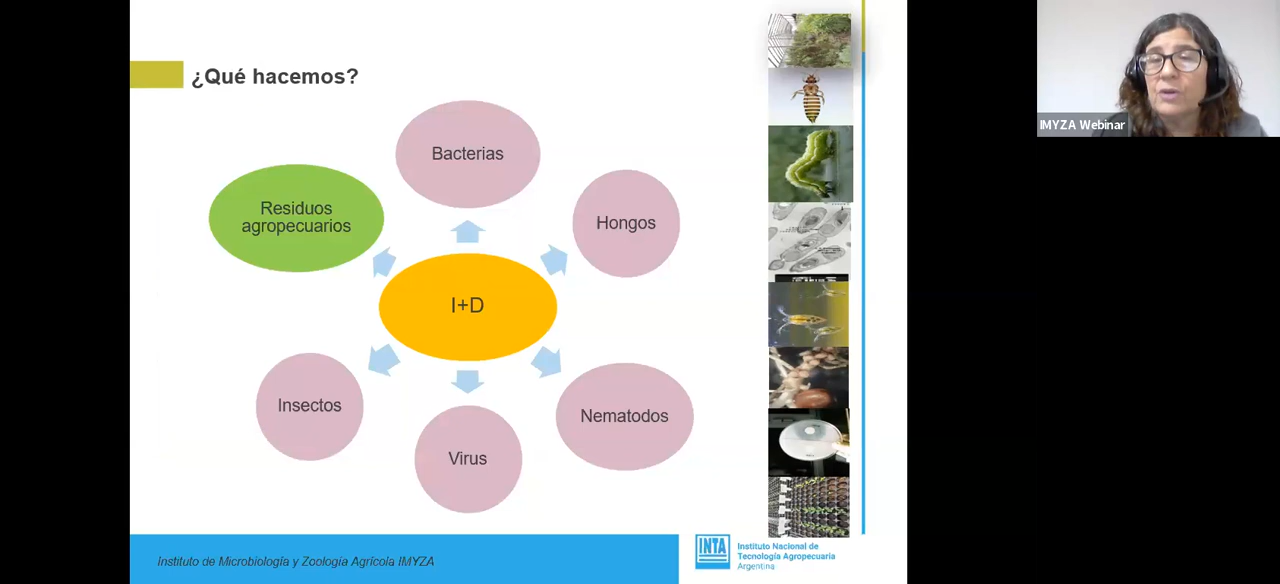 ¿Qué hacemos?
Bacterias
Residuos
agropecuarios
Hongos
I+D
Insectos
Nematodos
Virus
Instituto de Microbiología y Zoología Agrícola IMYZA
INTA
Instituto Nacional de
Tecnología Agropecuaria
Argentina
IMYZA Webinar